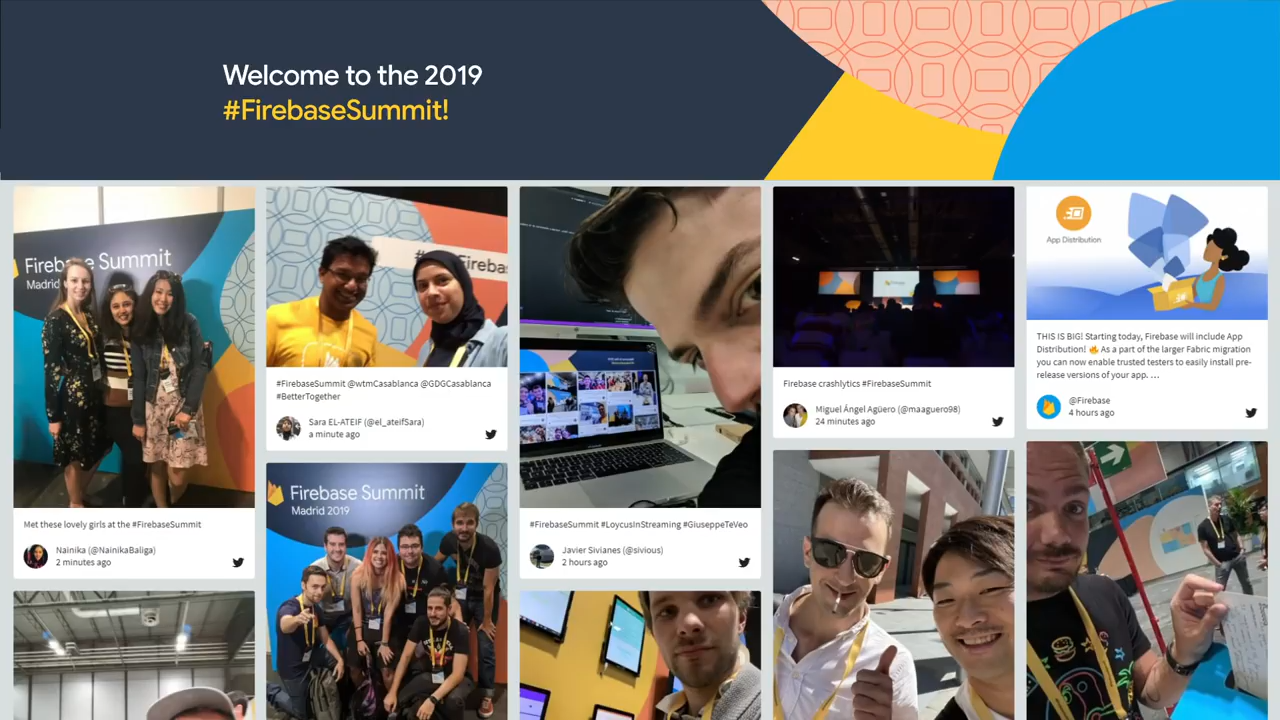 Welcome to the 2019
#FirebaseSummit!
Firebase Summit
Madrid
Met these lovely girls at the #FirebaseSummit
Nainika (@NainikaBaliga)
2 minutes ago
#Firebas
#FirebaseSummit @wtmCasablanca @GDGCasablanca
#BetterTogether
Sara EL-ATEIF (@el_ateifSara)
a minute ago
Firebase Summit
Madrid 2019
#FirebaseSummit #LoycusInStreaming #GiuseppeTeVeo
Javier Sivianes (@sivious)
2 hours ago
Firebase crashlytics #FirebaseSummit
Miguel Ángel Agüero (@maaguero98)
24 minutes ago
App Distribution
THIS IS BIG! Starting today, Firebase will include App
Distribution! 🔥 As a part of the larger Fabric migration
you can now enable trusted testers to easily install pre-
release versions of your app. …
@Firebase
4 hours ago